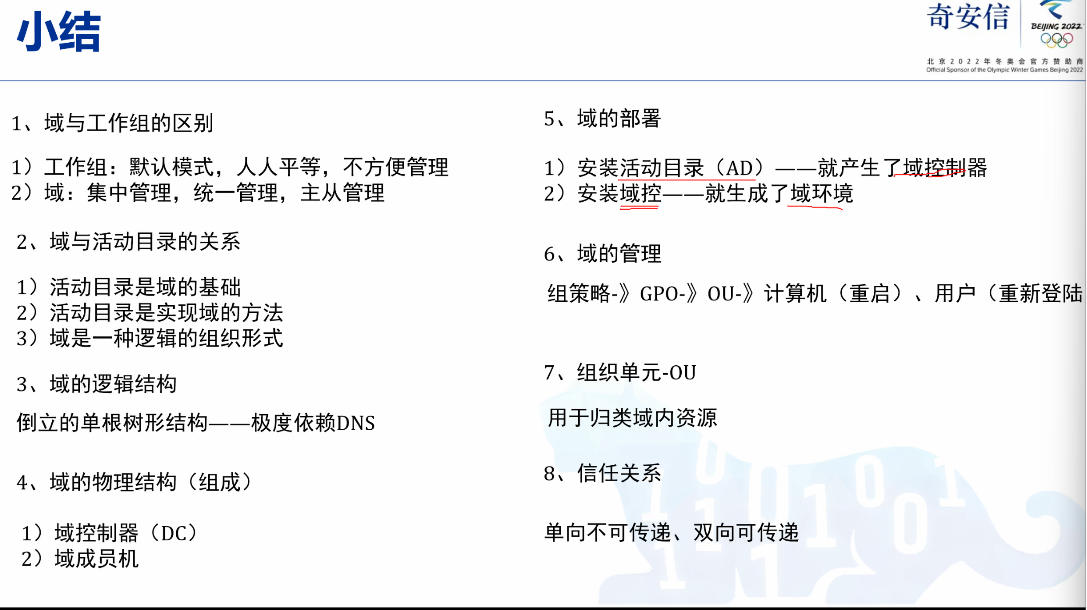 小结
奇安信
BEIJING 2022
北京2022年冬奥会官方赞助商
Official Sponsor of the Olympic Winter Games Beijing 2022
1、域与工作组的区别
1）工作组：默认模式，人人平等，不方便管理
2）域：集中管理，统一管理，主从管理
2、域与活动目录的关系
1）活动目录是域的基础
2）活动目录是实现域的方法
3）域是一种逻辑的组织形式
3、域的逻辑结构
倒立的单根树形结构——极度依赖DNS
4、域的物理结构（组成）
1）域控制器（DC）
2）域成员机
5、域的部署
1）安装活动目录（AD）——就产生了域控制器
2）安装域控——就生成了域环境
6、域的管理
组策略-》GPO-》OU-》计算机（重启）、用户（重新登陆
7、组织单元-OU
用于归类域内资源
8、信任关系
单向不可传递、双向可传递